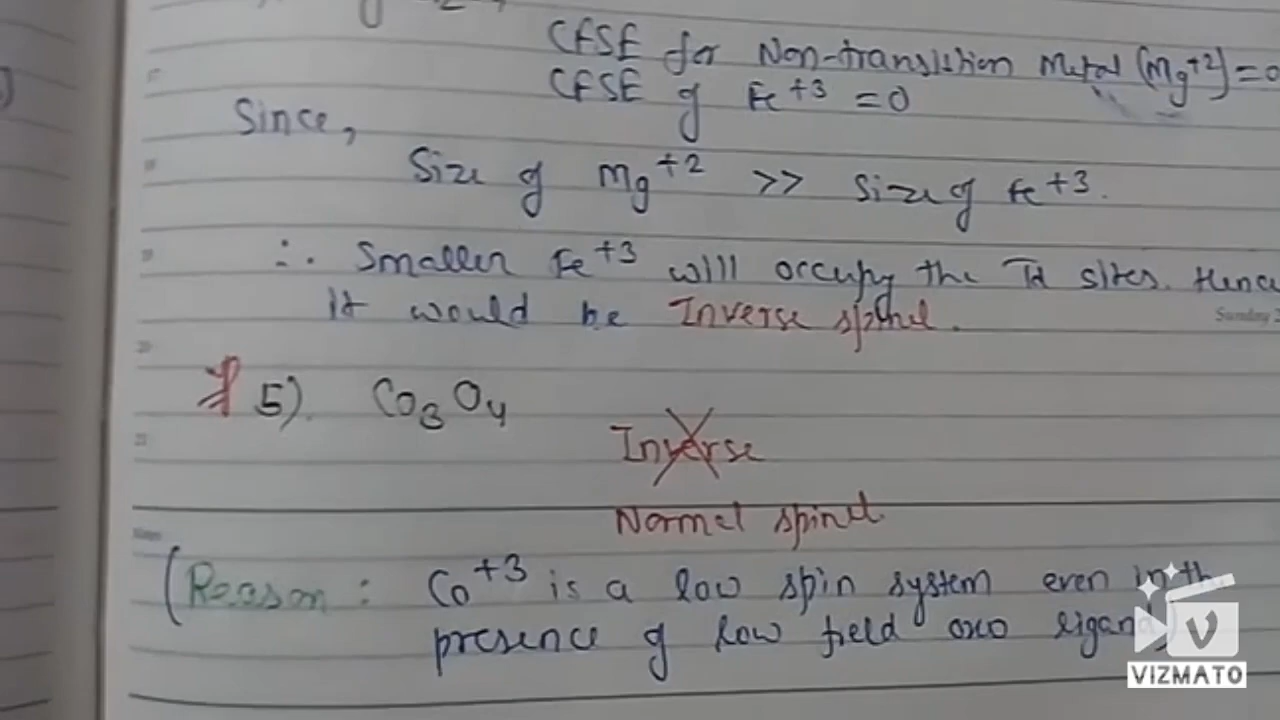 CFSE for Non-transition Metal (Mg+2) = 0
CFSE of Fe+3 = 0
Since,
Size of Mg+2 >> Size of Fe+3.
∴ Smaller Fe+3 will occupy the Td sites. Hence
it would be Inverse spinel.
Sunday 2
5). Co3O4
Inverse
Normal spinel.
(Reason : Co+3 is a low spin system even in the
presence of low field oxo ligand)
V
VIZMATO